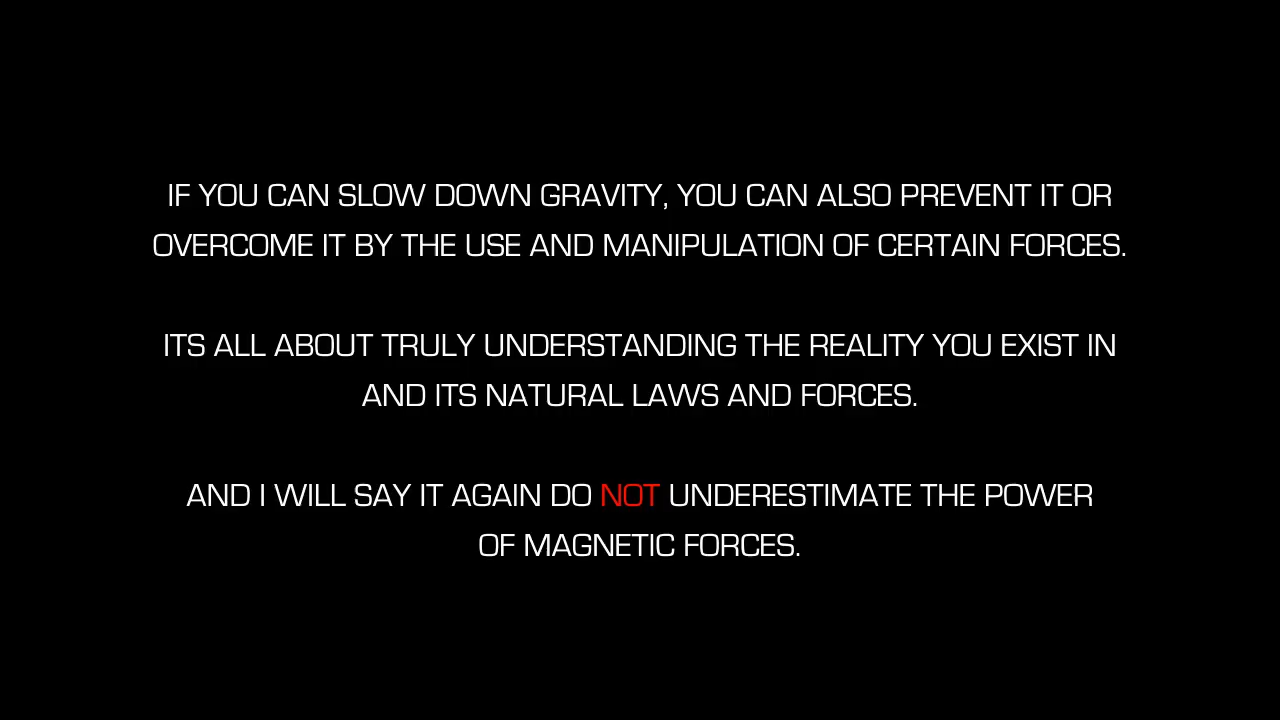 IF YOU CAN SLOW DOWN GRAVITY, YOU CAN ALSO PREVENT IT OR
OVERCOME IT BY THE USE AND MANIPULATION OF CERTAIN FORCES.
ITS ALL ABOUT TRULY UNDERSTANDING THE REALITY YOU EXIST IN
AND ITS NATURAL LAWS AND FORCES.
AND I WILL SAY IT AGAIN DO NOT UNDERESTIMATE THE POWER
OF MAGNETIC FORCES.